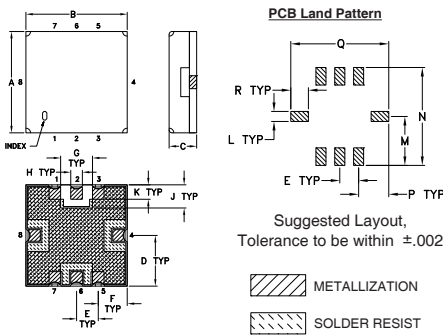 PCB Land Pattern
B
7 6 5
A
8
4
INDEX
1 2 3
C
G
TYP
H TYP
1 2 3
K TYP
J TYP
8
4
D TYP
7 6 5
E
TYP
F
Q
R TYP
L TYP
N
M
E TYP
P TYP
Suggested Layout,
Tolerance to be within ±.002
METALLIZATION
SOLDER RESIST